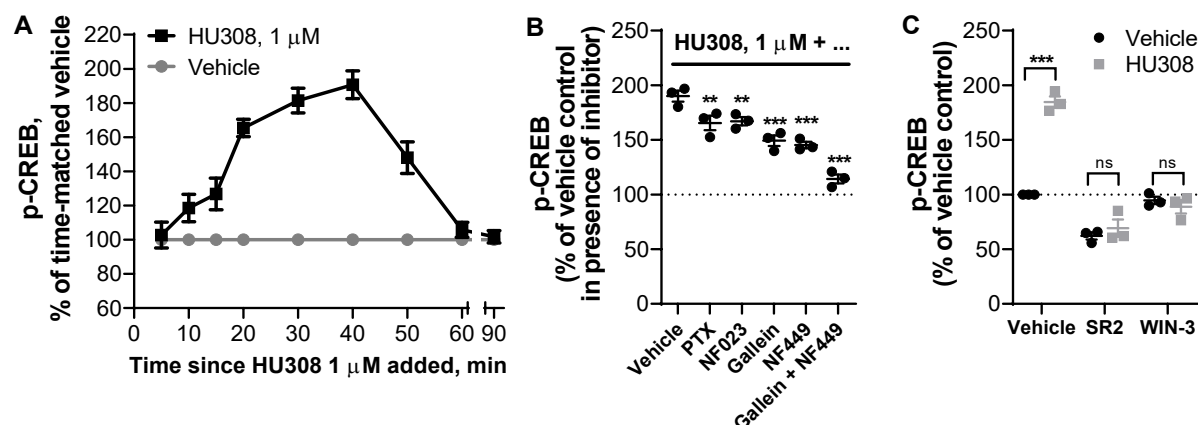 A
p-CREB,
% of time-matched vehicle
220
200
180
160
140
120
100
80
60
HU308, 1 μM
Vehicle
0
10
20
30
40
50
60
90
Time since HU308 1 μM added, min
B
p-CREB
(% of vehicle control
in presence of inhibitor)
250
200
150
100
50
0
HU308, 1 μM + ...
**
**
***
***
***
Vehicle
PTX
NF023
Gallein
NF449
Gallein + NF449
C
p-CREB
(% of vehicle control)
250
200
150
100
50
0
Vehicle
HU308
***
ns
ns
Vehicle
SR2
WIN-3